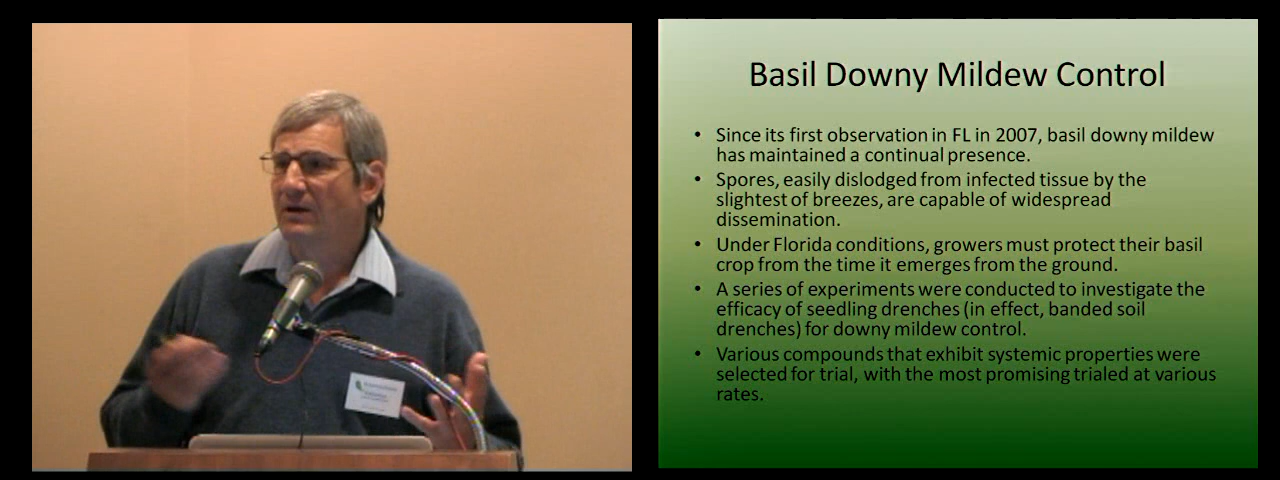 Basil Downy Mildew Control
• Since its first observation in FL in 2007, basil downy mildew
has maintained a continual presence.
• Spores, easily dislodged from infected tissue by the
slightest of breezes, are capable of widespread
dissemination.
• Under Florida conditions, growers must protect their basil
crop from the time it emerges from the ground.
• A series of experiments were conducted to investigate the
efficacy of seedling drenches (in effect, banded soil
drenches) for downy mildew control.
• Various compounds that exhibit systemic properties were
selected for trial, with the most promising trialed at various
rates.